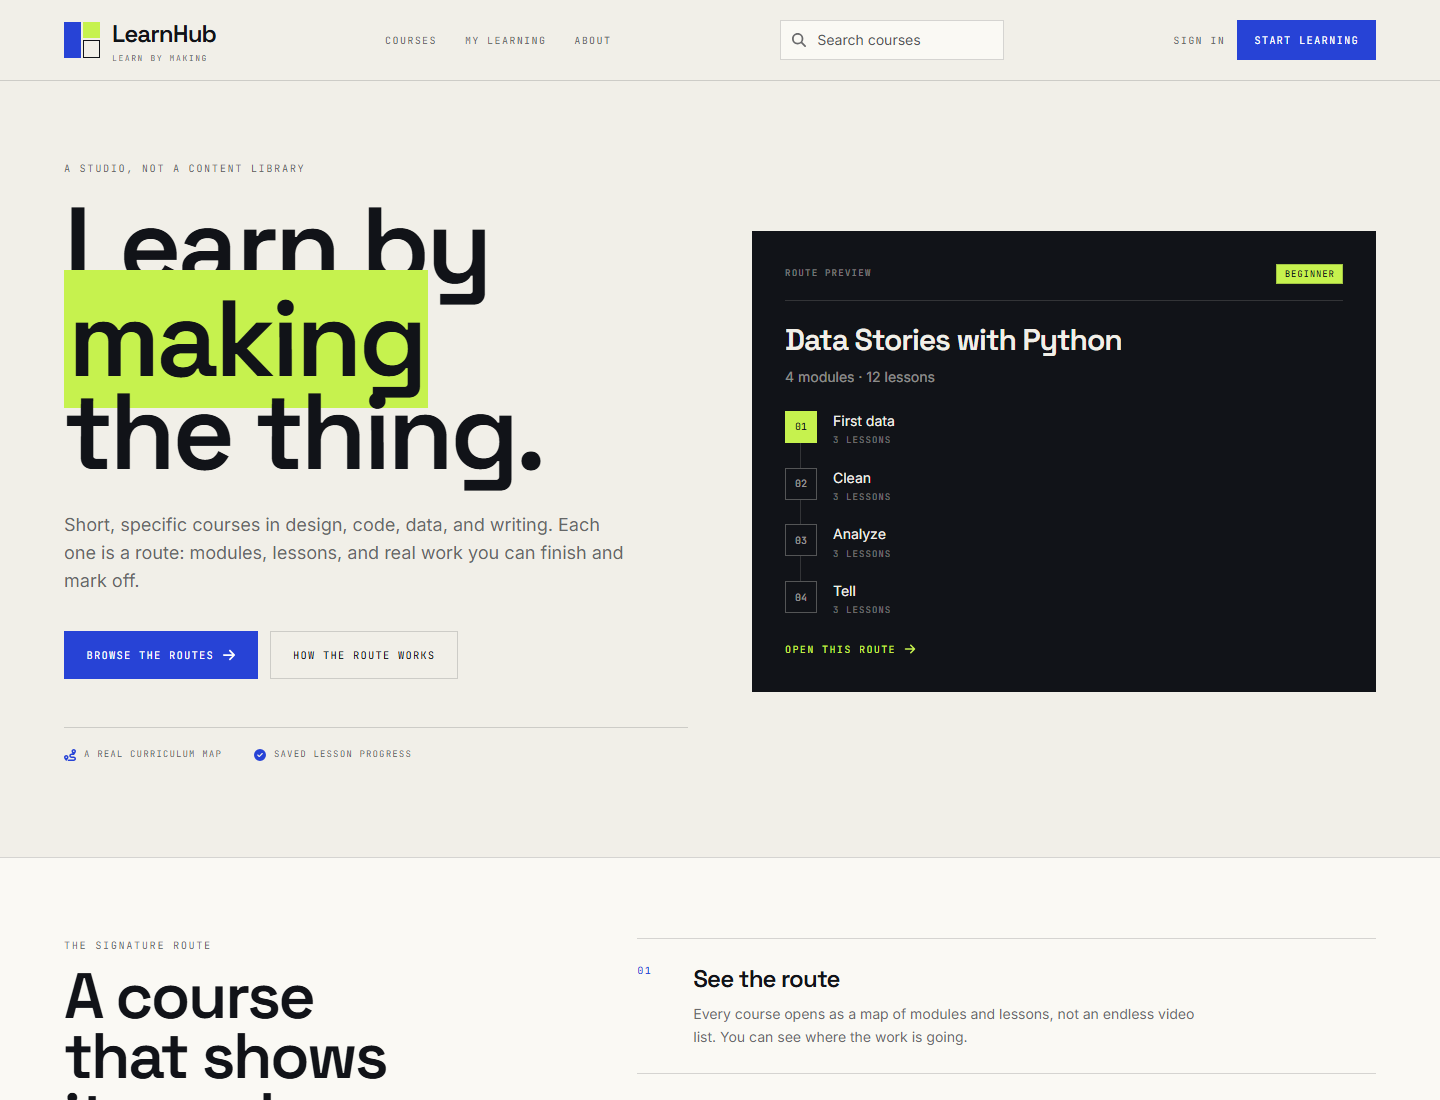 LearnHub
LEARN BY MAKING
COURSES
MY LEARNING
ABOUT
Search courses
SIGN IN
START LEARNING
A STUDIO, NOT A CONTENT LIBRARY
Learn by
making
the thing.
Short, specific courses in design, code, data, and writing. Each
one is a route: modules, lessons, and real work you can finish and
mark off.
BROWSE THE ROUTES
HOW THE ROUTE WORKS
A REAL CURRICULUM MAP
SAVED LESSON PROGRESS
ROUTE PREVIEW
BEGINNER
Data Stories with Python
4 modules · 12 lessons
01
First data
3 LESSONS
02
Clean
3 LESSONS
03
Analyze
3 LESSONS
04
Tell
3 LESSONS
OPEN THIS ROUTE
THE SIGNATURE ROUTE
A course
that shows
01
See the route
Every course opens as a map of modules and lessons, not an endless video
list. You can see where the work is going.